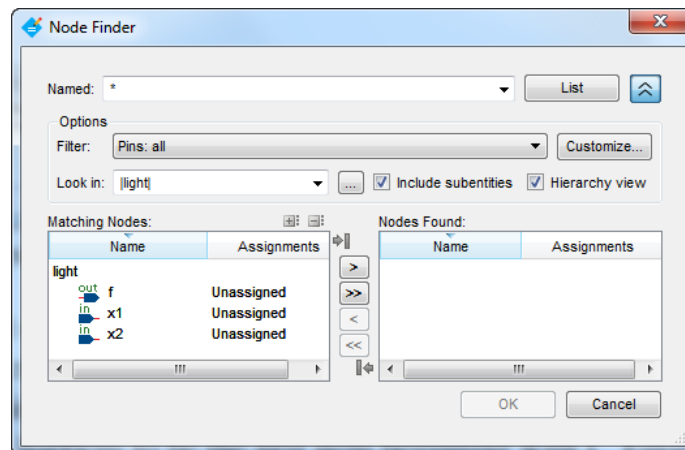 Node Finder
Named: * List
Options
Filter: Pins: all Customize...
Look in: |light| ... Include subentities Hierarchy view
Matching Nodes: Nodes Found:
Name Assignments Name Assignments
light
out f Unassigned
in x1 Unassigned
in x2 Unassigned
>
>>
<
<<
OK Cancel